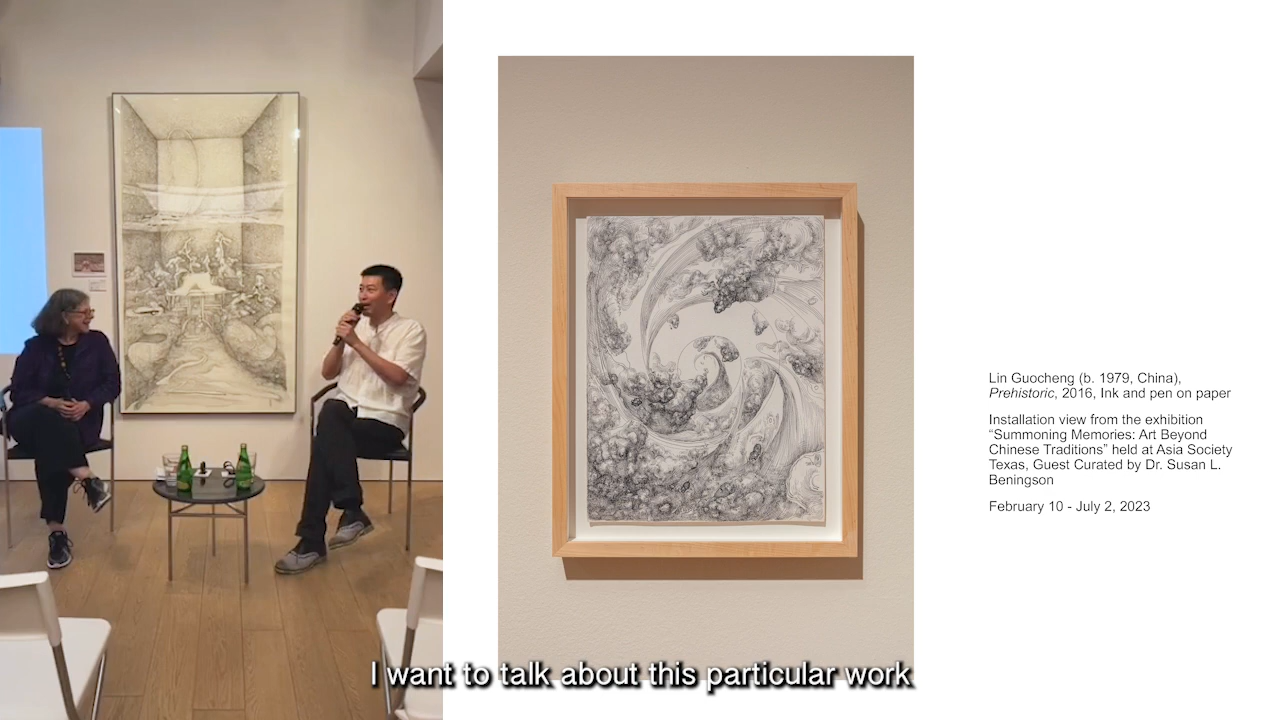 Lin Guocheng (b. 1979, China),
Prehistoric, 2016, Ink and pen on paper
Installation view from the exhibition
“Summoning Memories: Art Beyond
Chinese Traditions” held at Asia Society
Texas, Guest Curated by Dr. Susan L.
Beningson
February 10 - July 2, 2023
I want to talk about this particular work